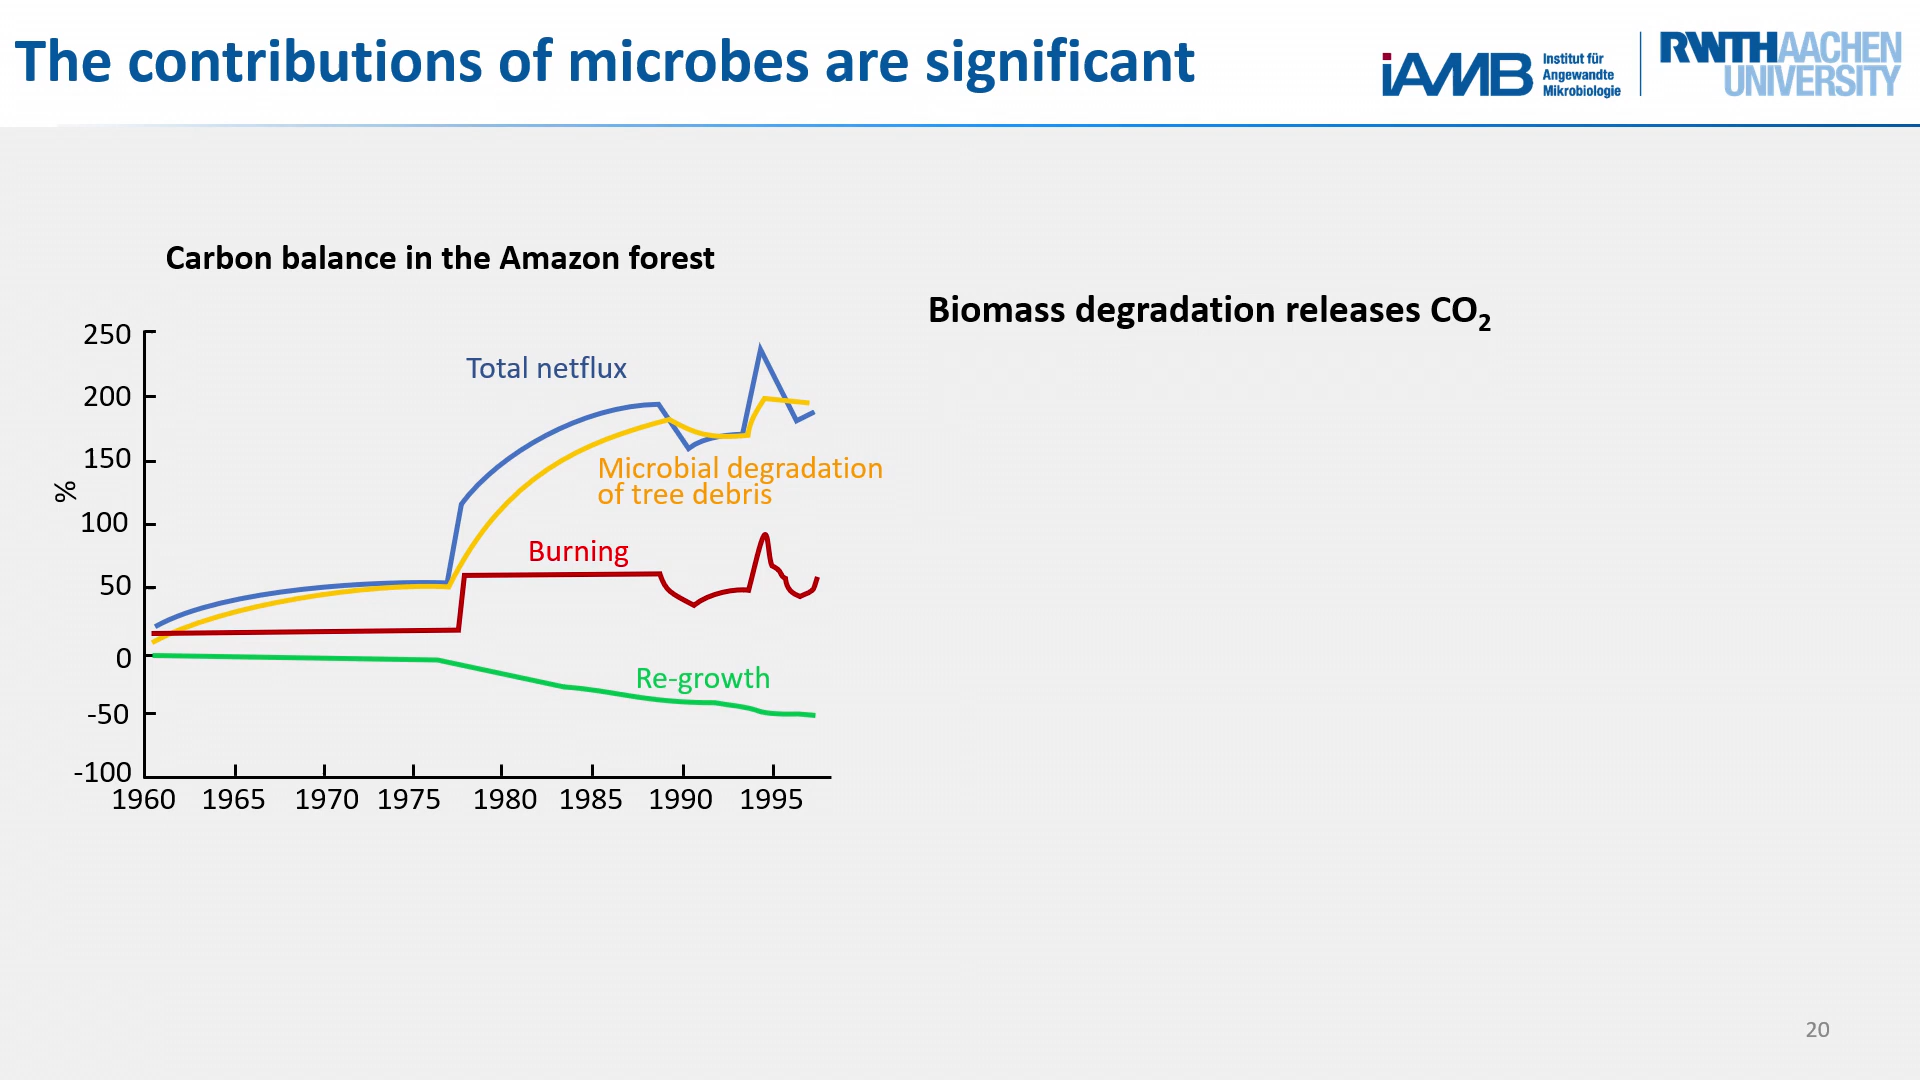 The contributions of microbes are significant
iAMB
Institut für
Angewandte
Mikrobiologie
RWTHAACHEN
UNIVERSITY
Carbon balance in the Amazon forest
Biomass degradation releases CO₂
250
200
150
100
50
0
-50
-100
%
Total netflux
Microbial degradation
of tree debris
Burning
Re-growth
1960 1965 1970 1975 1980 1985 1990 1995
20